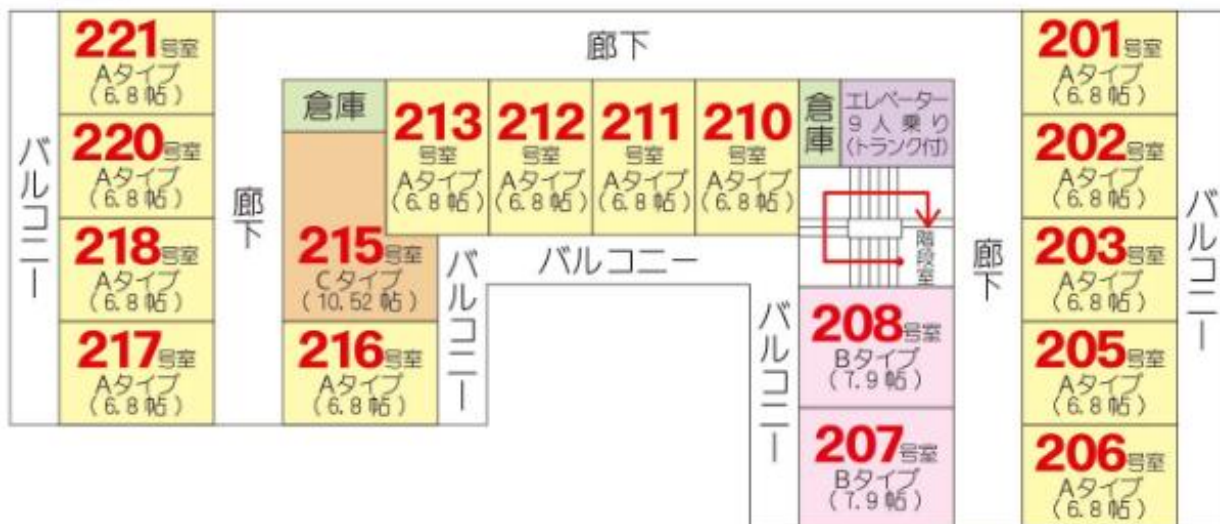 バルコニー
221号室
Aタイプ
(6.8帖)
220号室
Aタイプ
(6.8帖)
218号室
Aタイプ
(6.8帖)
217号室
Aタイプ
(6.8帖)
廊下
廊下
倉庫
215号室
Cタイプ
(10.52帖)
216号室
Aタイプ
(6.8帖)
バルコニー
213
号室
Aタイプ
(6.8帖)
212
号室
Aタイプ
(6.8帖)
211
号室
Aタイプ
(6.8帖)
210
号室
Aタイプ
(6.8帖)
バルコニー
倉庫
エレベーター
9人乗り
(トランク付)
階段室
バルコニー
208号室
Bタイプ
(7.9帖)
207号室
Bタイプ
(7.9帖)
廊下
201号室
Aタイプ
(6.8帖)
202号室
Aタイプ
(6.8帖)
203号室
Aタイプ
(6.8帖)
205号室
Aタイプ
(6.8帖)
206号室
Aタイプ
(6.8帖)
バルコニー